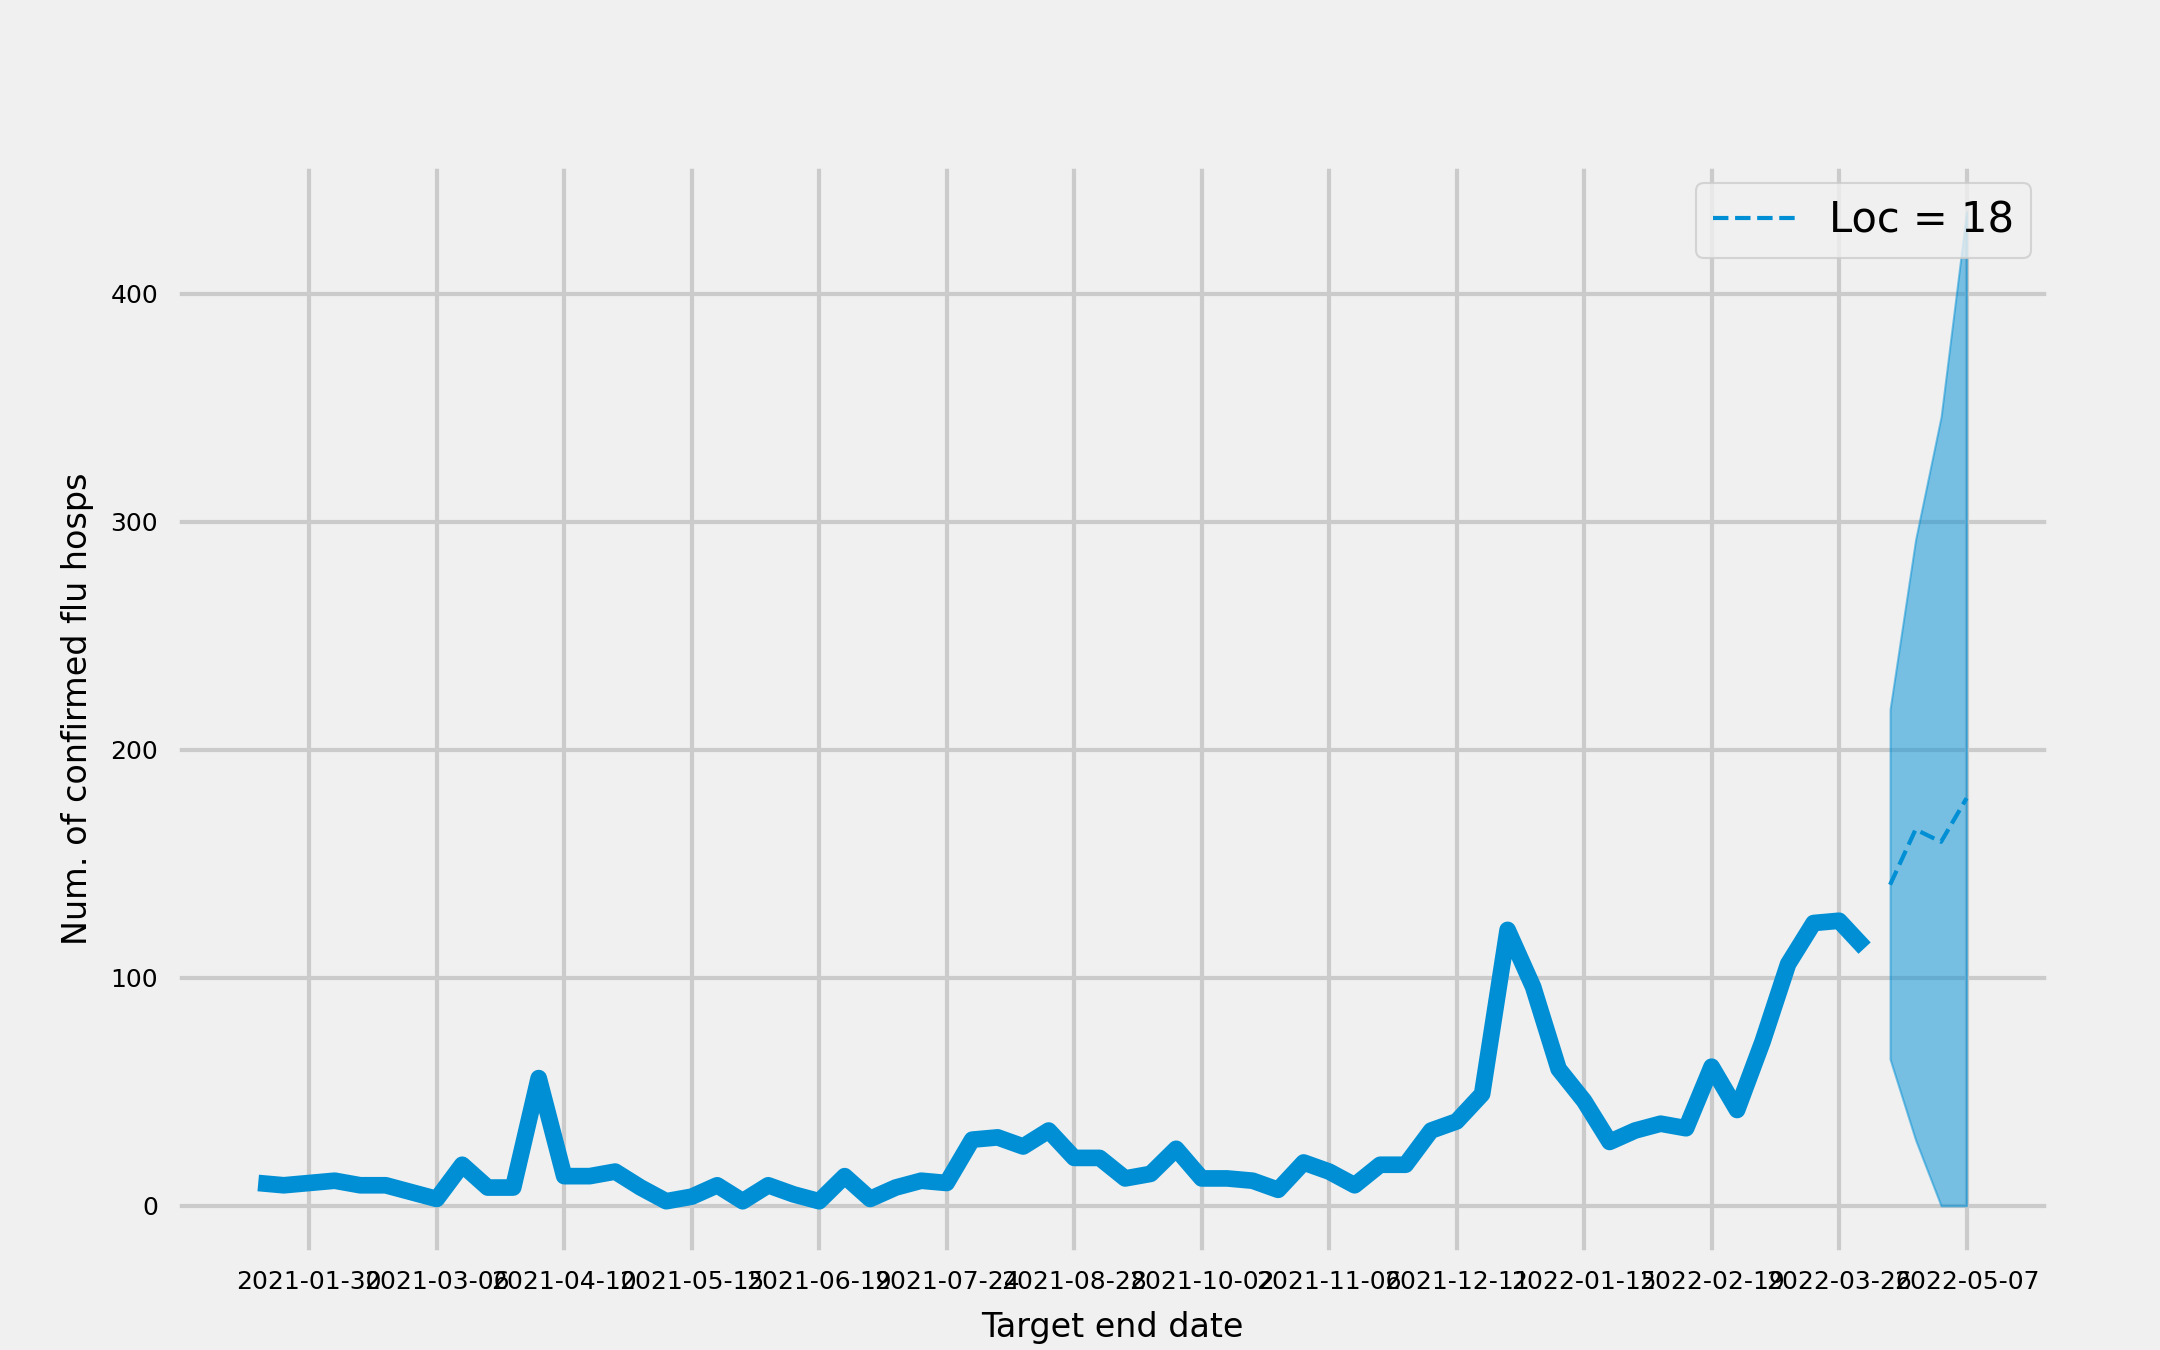 Loc = 18
400
300
200
100
0
Num. of confirmed flu hosps
2021-01-30 2021-03-06 2021-04-10 2021-05-15 2021-06-19 2021-07-24 2021-08-28 2021-10-02 2021-11-06 2021-12-11 2022-01-15 2022-02-19 2022-03-26 2022-05-07
Target end date